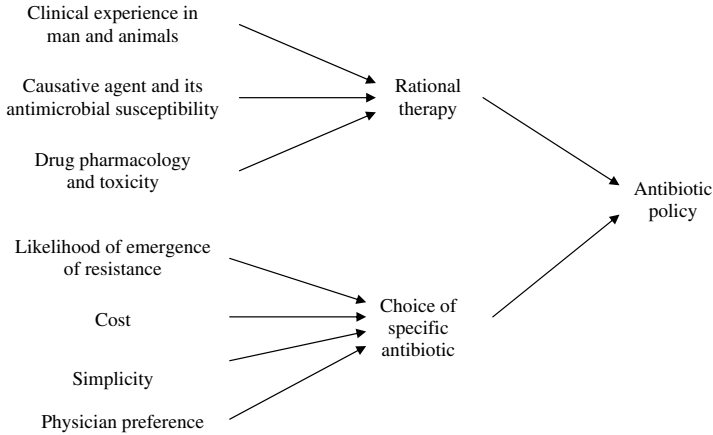 Clinical experience in
man and animals
Causative agent and its
antimicrobial susceptibility
Drug pharmacology
and toxicity
Rational
therapy
Likelihood of emergence
of resistance
Cost
Simplicity
Physician preference
Choice of
specific
antibiotic
Antibiotic
policy